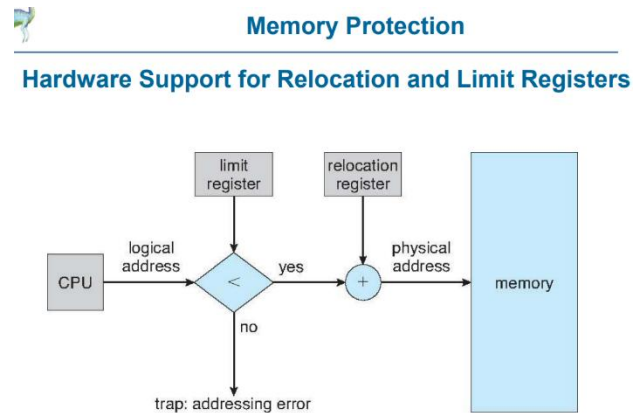 Memory Protection
Hardware Support for Relocation and Limit Registers
limit
register
relocation
register
logical
address
physical
address
CPU
<
yes
+
memory
no
trap: addressing error